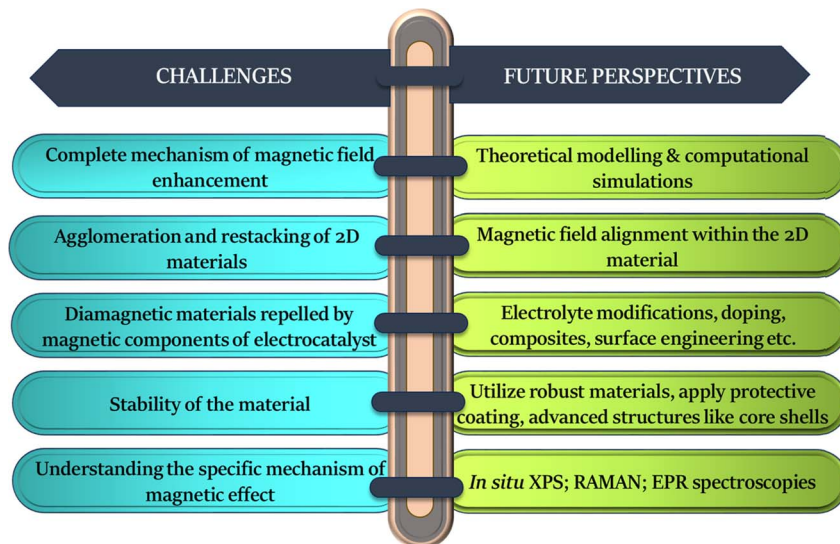 CHALLENGES
FUTURE PERSPECTIVES
Complete mechanism of magnetic field
enhancement
Theoretical modelling & computational
simulations
Agglomeration and restacking of 2D
materials
Magnetic field alignment within the 2D
material
Diamagnetic materials repelled by
magnetic components of electrocatalyst
Electrolyte modifications, doping,
composites, surface engineering etc.
Stability of the material
Utilize robust materials, apply protective
coating, advanced structures like core shells
Understanding the specific mechanism of
magnetic effect
In situ XPS; RAMAN; EPR spectroscopies